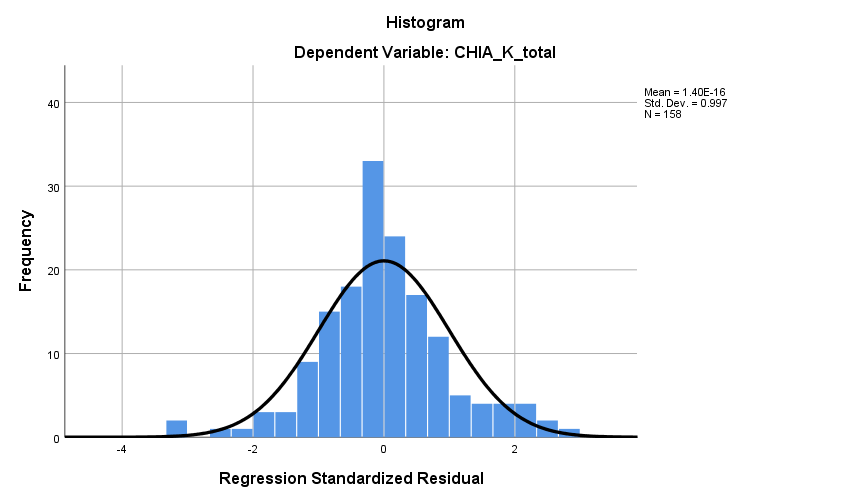 Histogram
Dependent Variable: CHIA_K_total
Mean = 1.40E-16
Std. Dev. = 0.997
N = 158
40
30
20
10
0
Frequency
-4
-2
0
2
Regression Standardized Residual